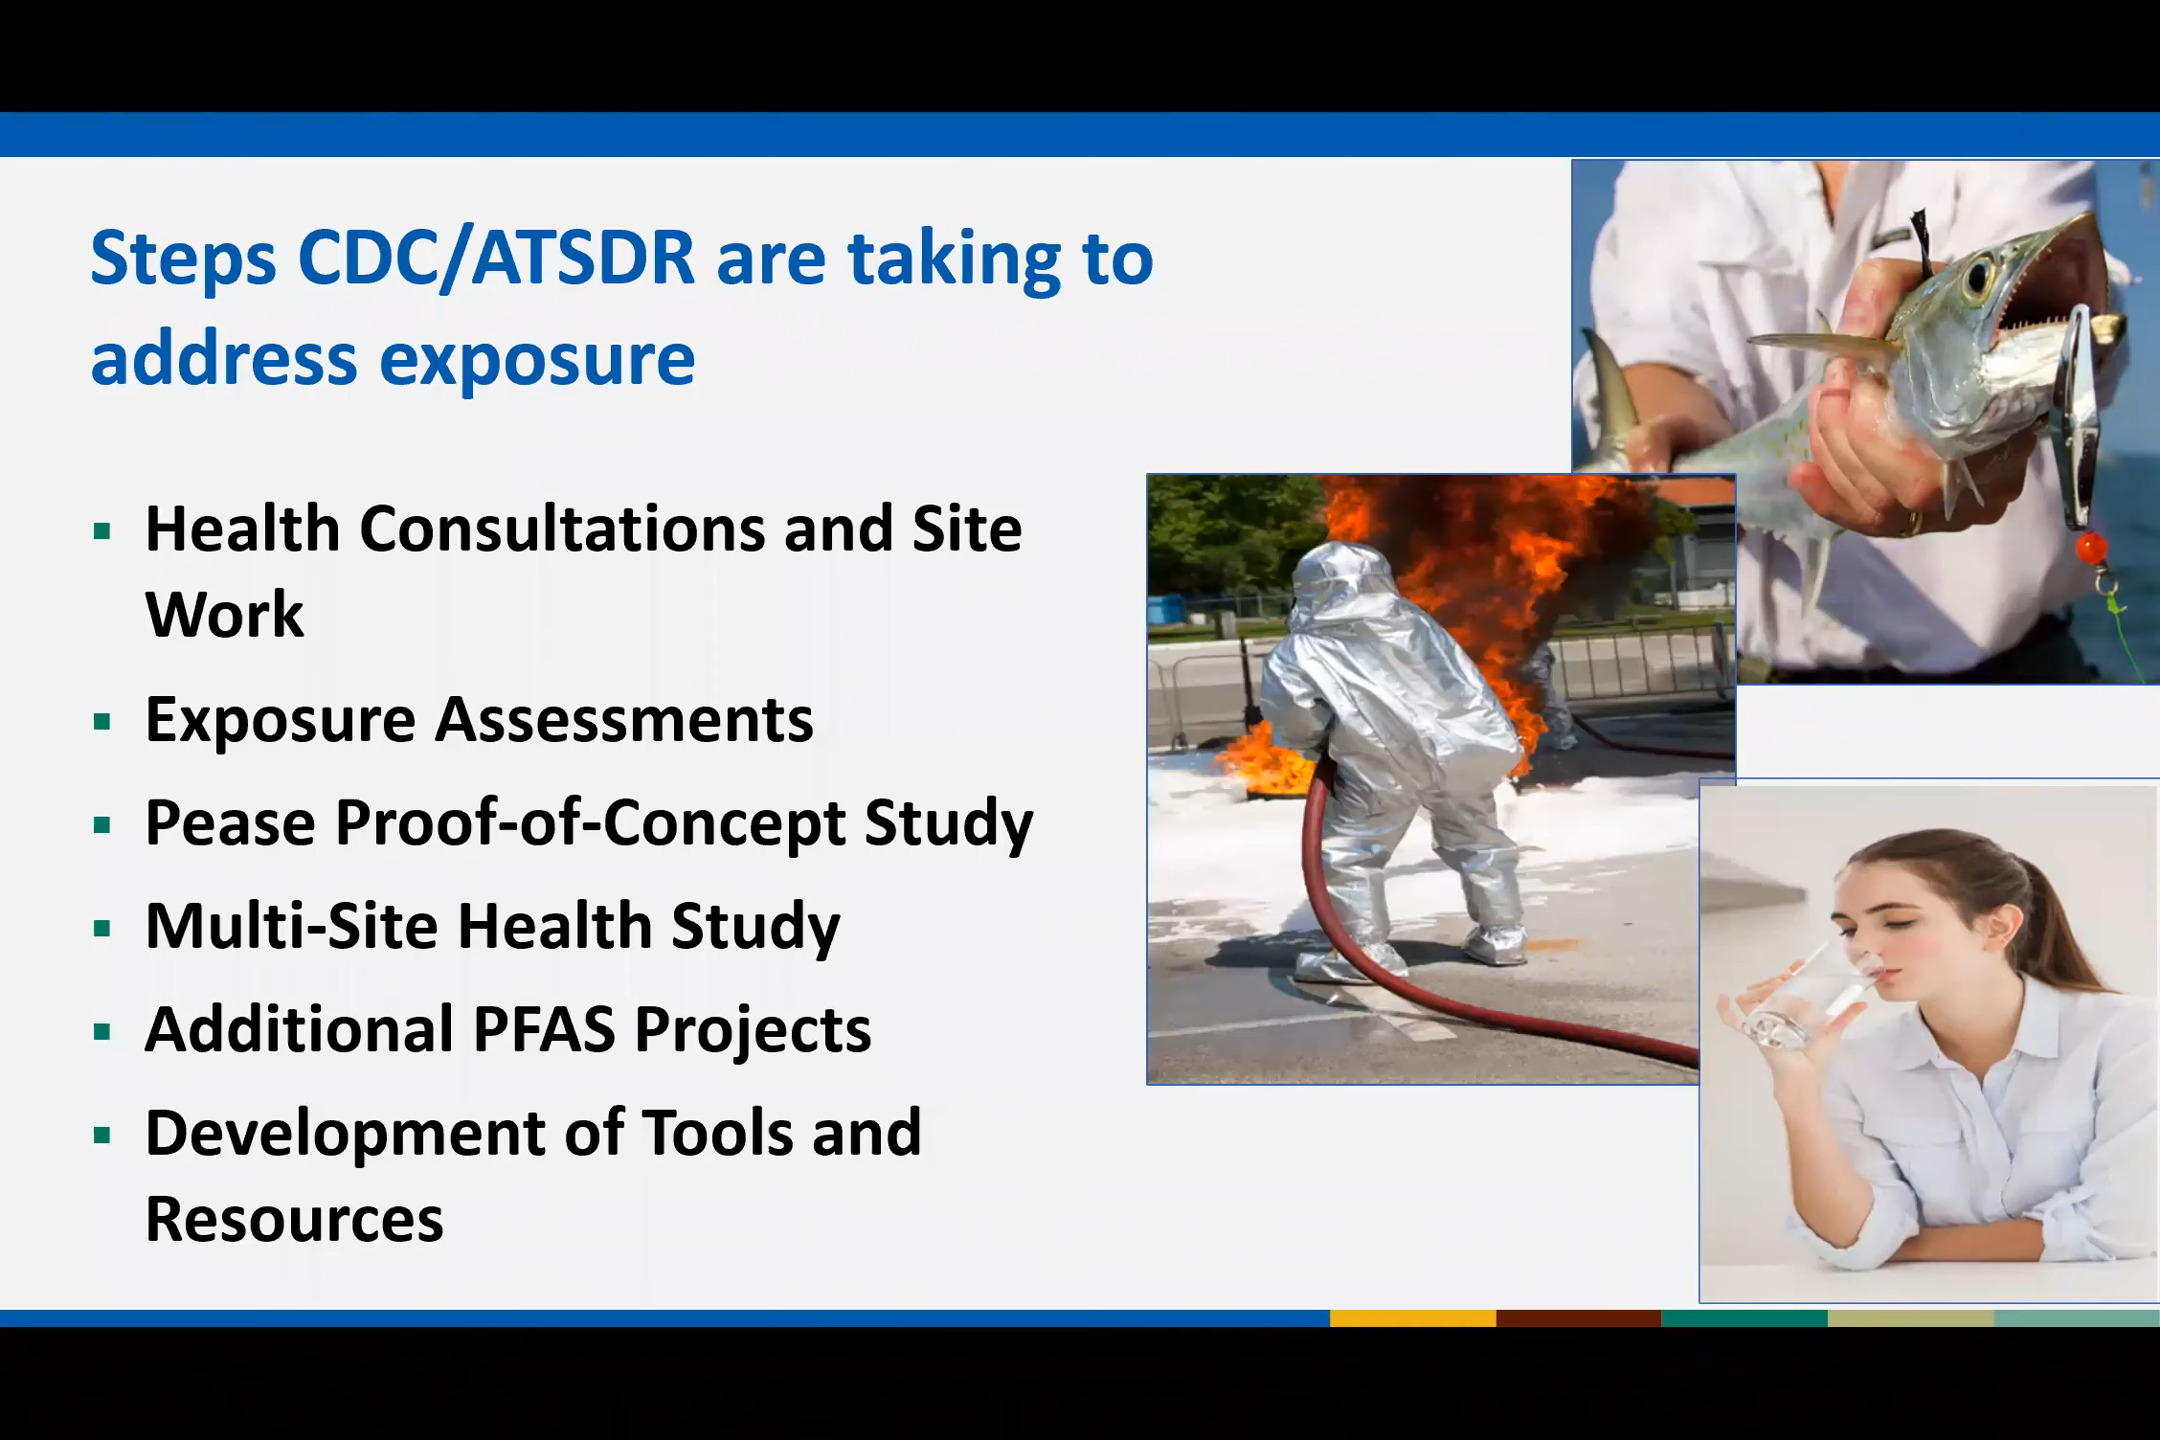 Steps CDC/ATSDR are taking to
address exposure
▪ Health Consultations and Site
Work
▪ Exposure Assessments
▪ Pease Proof-of-Concept Study
▪ Multi-Site Health Study
▪ Additional PFAS Projects
▪ Development of Tools and
Resources